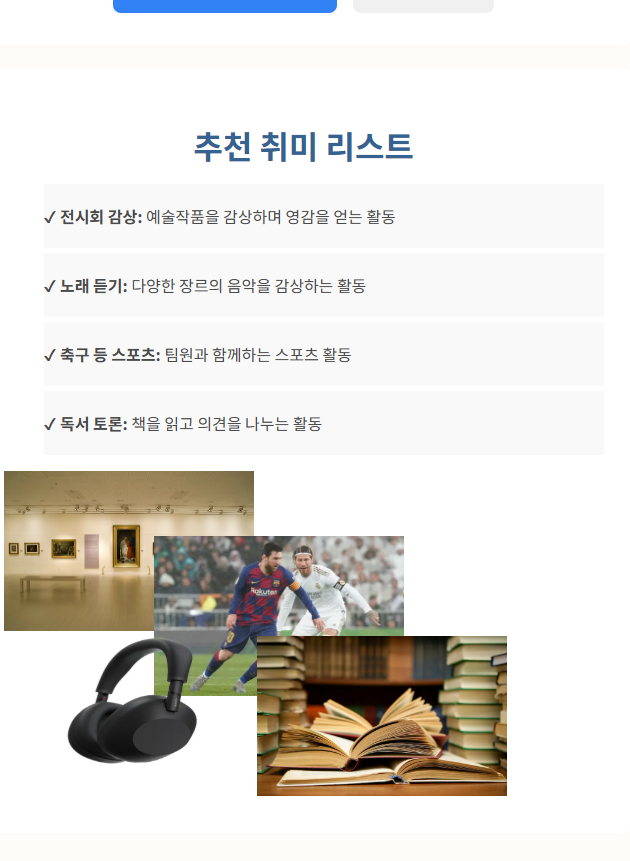 추천 취미 리스트
✓ 전시회 감상: 예술작품을 감상하며 영감을 얻는 활동
✓ 노래 듣기: 다양한 장르의 음악을 감상하는 활동
✓ 축구 등 스포츠: 팀원과 함께하는 스포츠 활동
✓ 독서 토론: 책을 읽고 의견을 나누는 활동
Rakuten